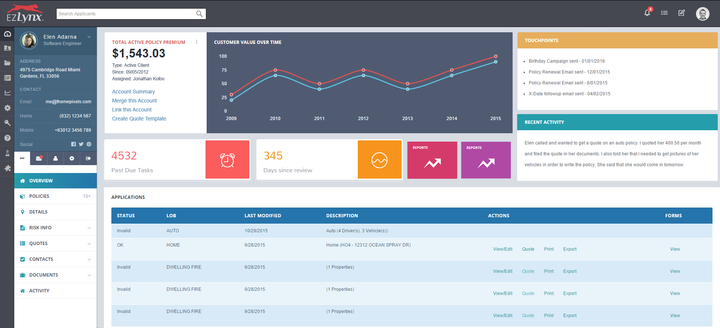 EZLynx
Search Applicants
6
Elen Adarna
Software Engineer
ADDRESS
4975 Cambridge Road Miami
Gardens, FL 33056
CONTACT
Email me@themepixels.com
Home (032) 1234 567
Mobile +63012 3456 789
Social
OVERVIEW
POLICIES 10+
DETAILS
RISK INFO
QUOTES
CONTACTS
DOCUMENTS
ACTIVITY
TOTAL ACTIVE POLICY PREMIUM
$1,543.03
Type: Active Client
Since: 09/05/2012
Assigned: Jonathan Kotlov
Account Summary
Merge this Account
Link this Account
Create Quote Template
CUSTOMER VALUE OVER TIME
100
75
50
25
0
2009 2010 2011 2012 2013 2014 2015
TOUCHPOINTS
Birthday Campaign sent - 01/01/2016
Policy Renewal Email sent - 12/01/2015
Policy Renewal Email sent - 8/01/2015
X-Date followup email sent - 04/02/2015
RECENT ACTIVITY
Elen called and wanted to get a quote on an auto policy. I quoted her 400.56 per month
and filed the quote in her documents. I also told her that I needed to get pictures of her
vehicles in order to write the policy. She said that she would come in tomorrow.
4532
Past Due Tasks
345
Days since review
REPORTS
REPORTS
APPLICATIONS
STATUS LOB LAST MODIFIED DESCRIPTION ACTIONS FORMS
Invalid AUTO 10/20/2015 Auto (4 Driver(s), 3 Vehicle(s))
OK HOME 9/28/2015 Home (HO4 - 12312 OCEAN SPRAY DR) View/Edit Quote Print Export View
Invalid DWELLING FIRE 9/28/2015 (1 Properties) View/Edit Quote Print Export View
Invalid DWELLING FIRE 9/28/2015 (1 Properties) View/Edit Quote Print Export View
Invalid DWELLING FIRE 9/28/2015 (1 Properties) View/Edit Quote Print Export View